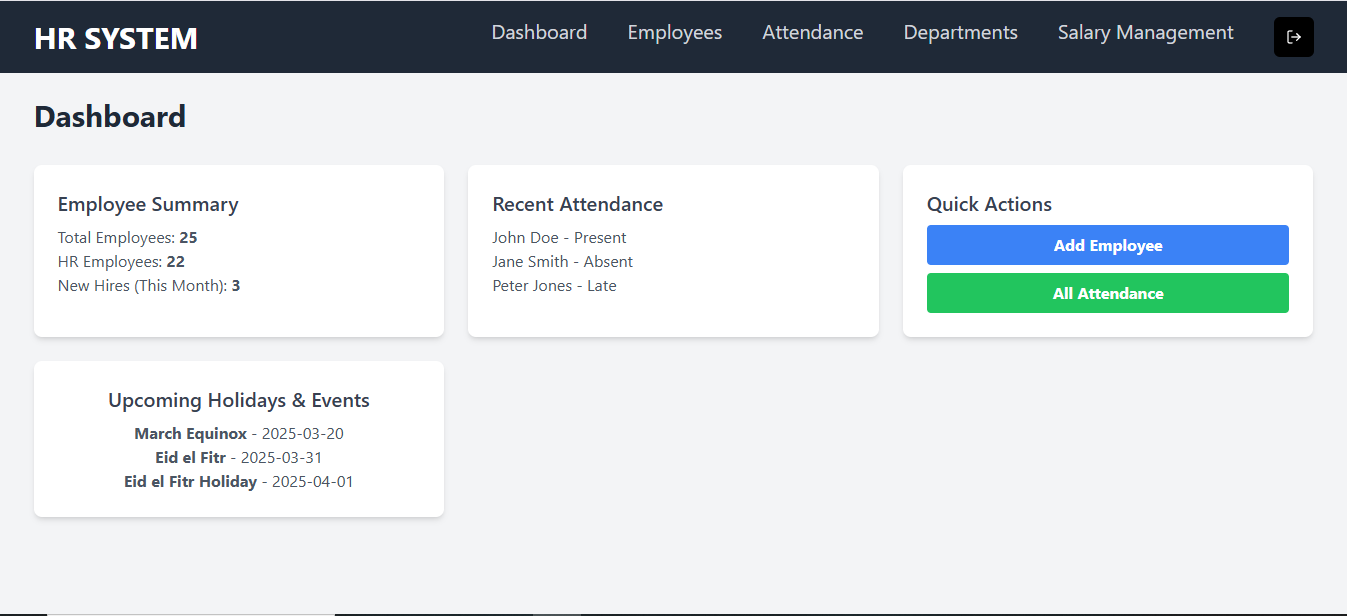 HR SYSTEM
Dashboard Employees Attendance Departments Salary Management
Dashboard
Employee Summary
Total Employees: 25
HR Employees: 22
New Hires (This Month): 3
Recent Attendance
John Doe - Present
Jane Smith - Absent
Peter Jones - Late
Quick Actions
Add Employee
All Attendance
Upcoming Holidays & Events
March Equinox - 2025-03-20
Eid el Fitr - 2025-03-31
Eid el Fitr Holiday - 2025-04-01